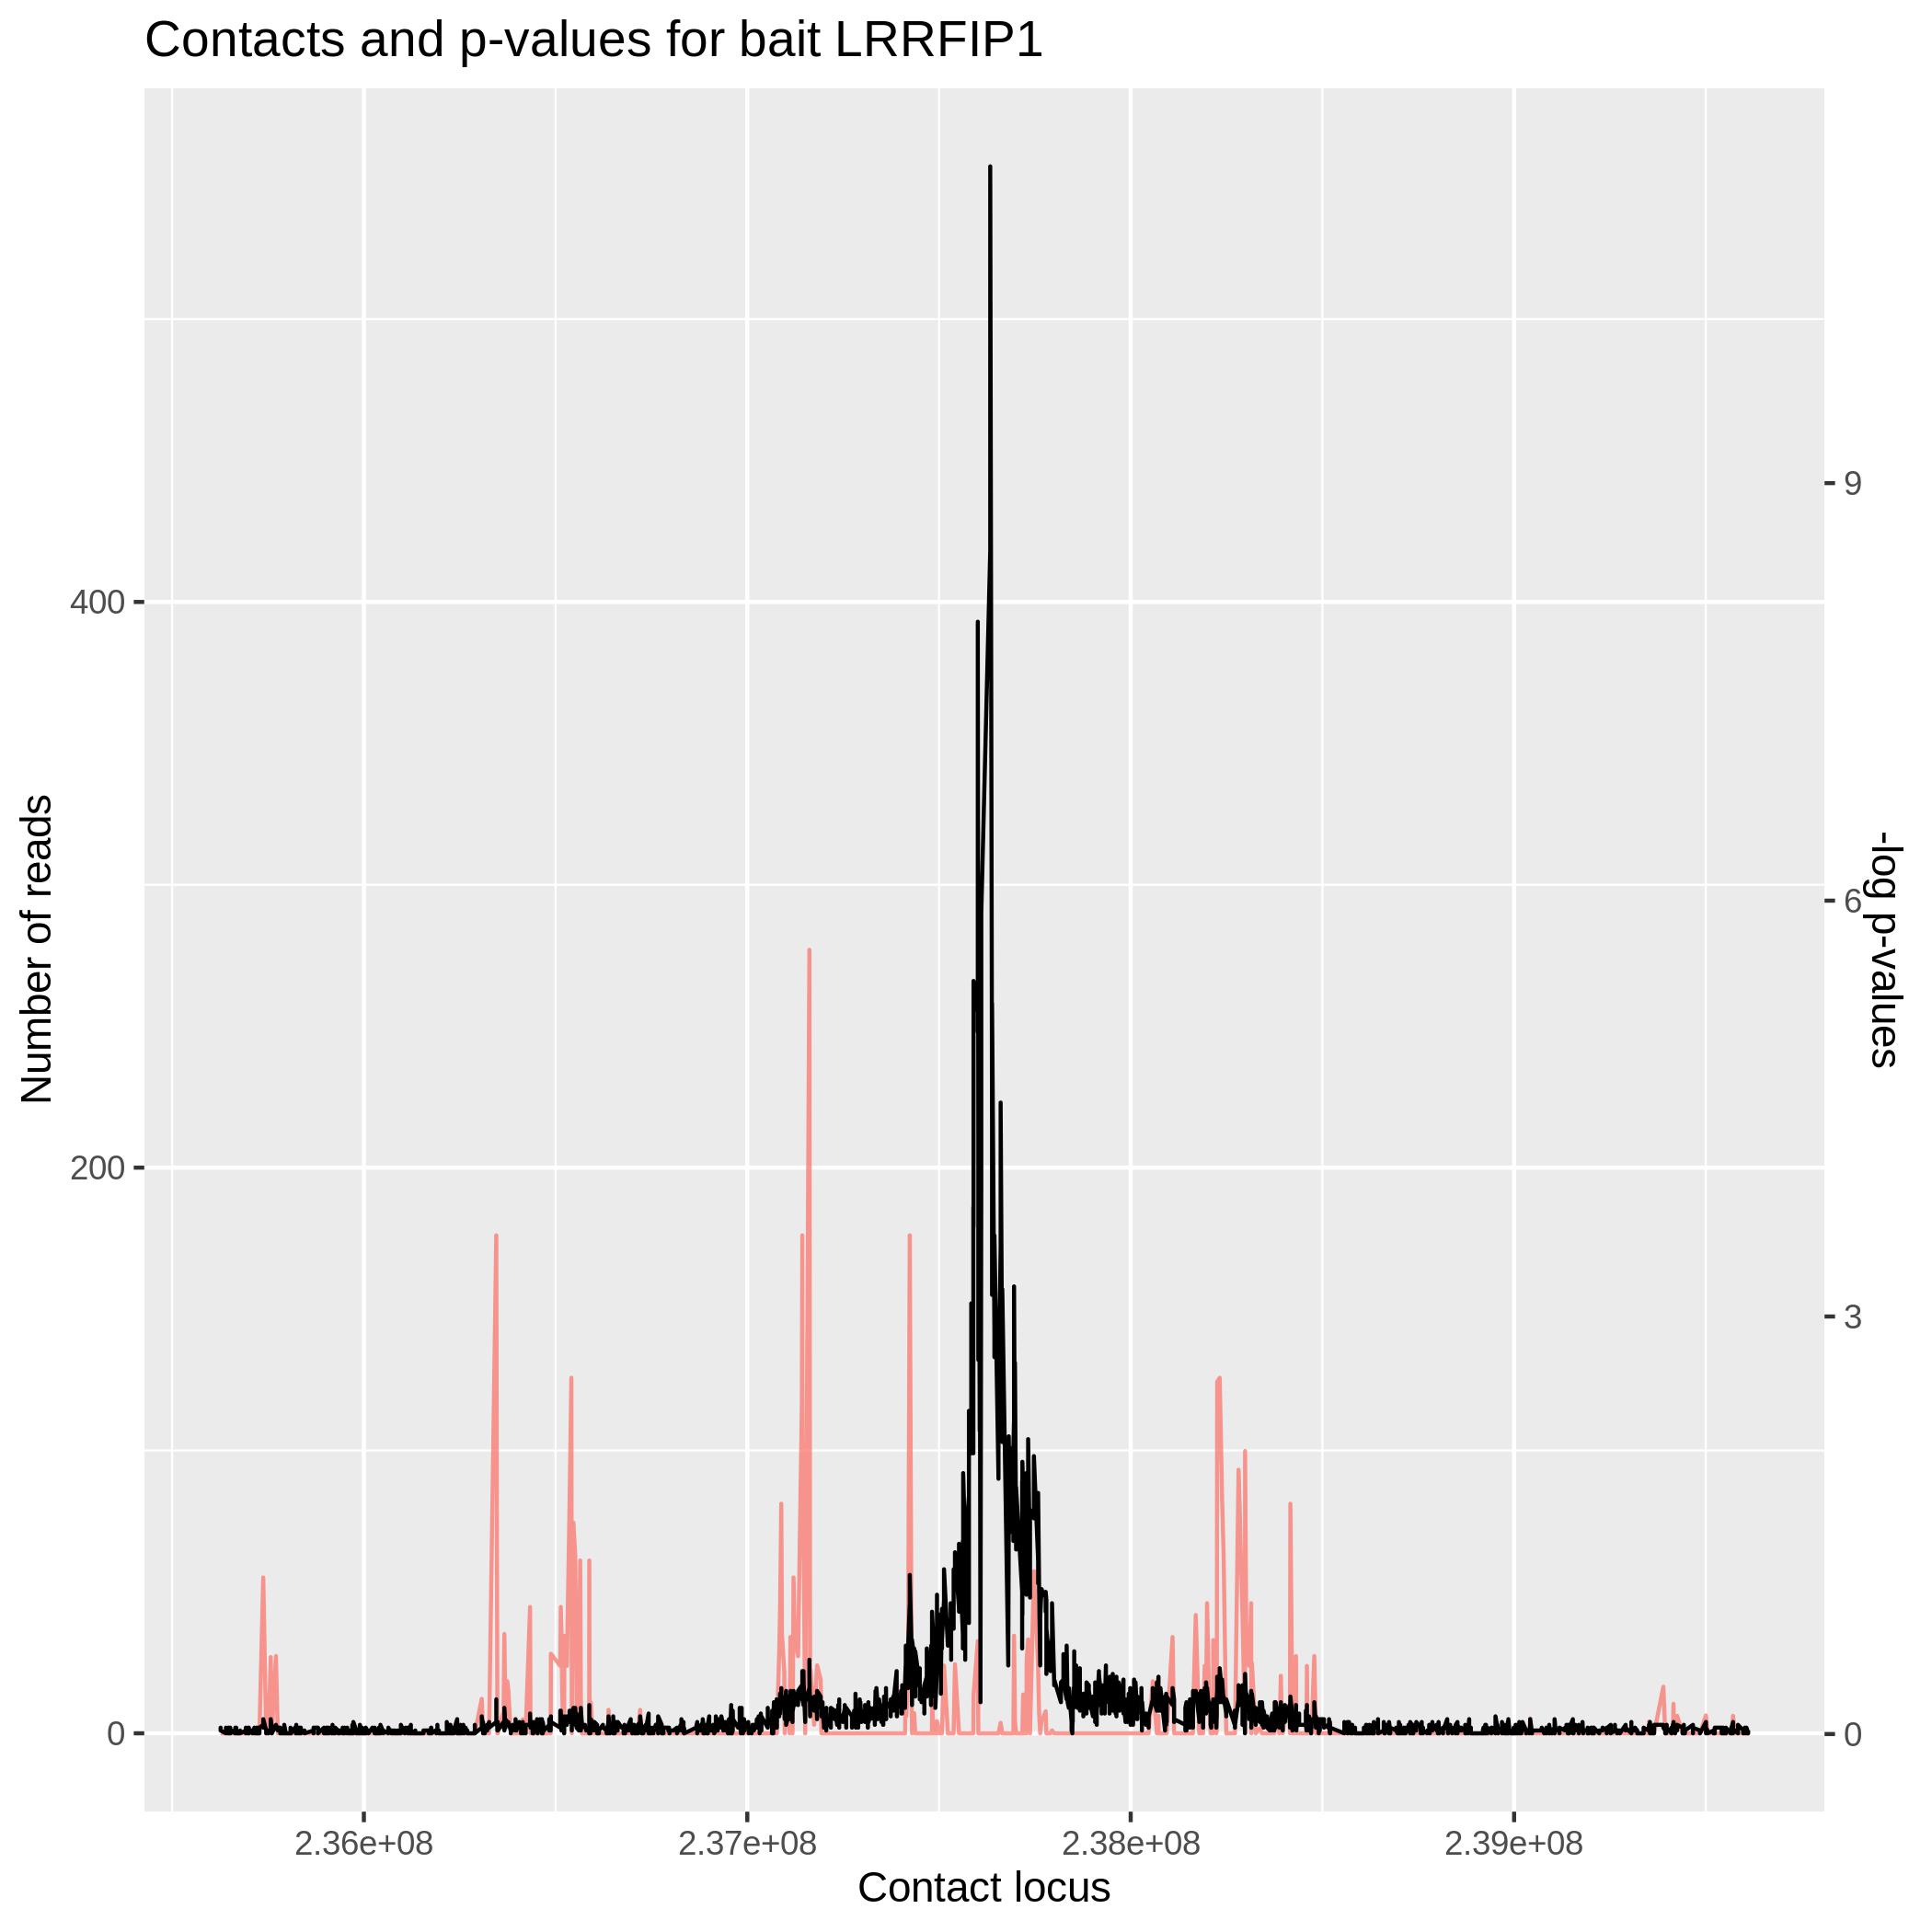 Contacts and p-values for bait LRRFIP1
Number of reads
400
200
0
9
6
3
0
-log p-values
2.36e+08
2.37e+08
2.38e+08
2.39e+08
Contact locus